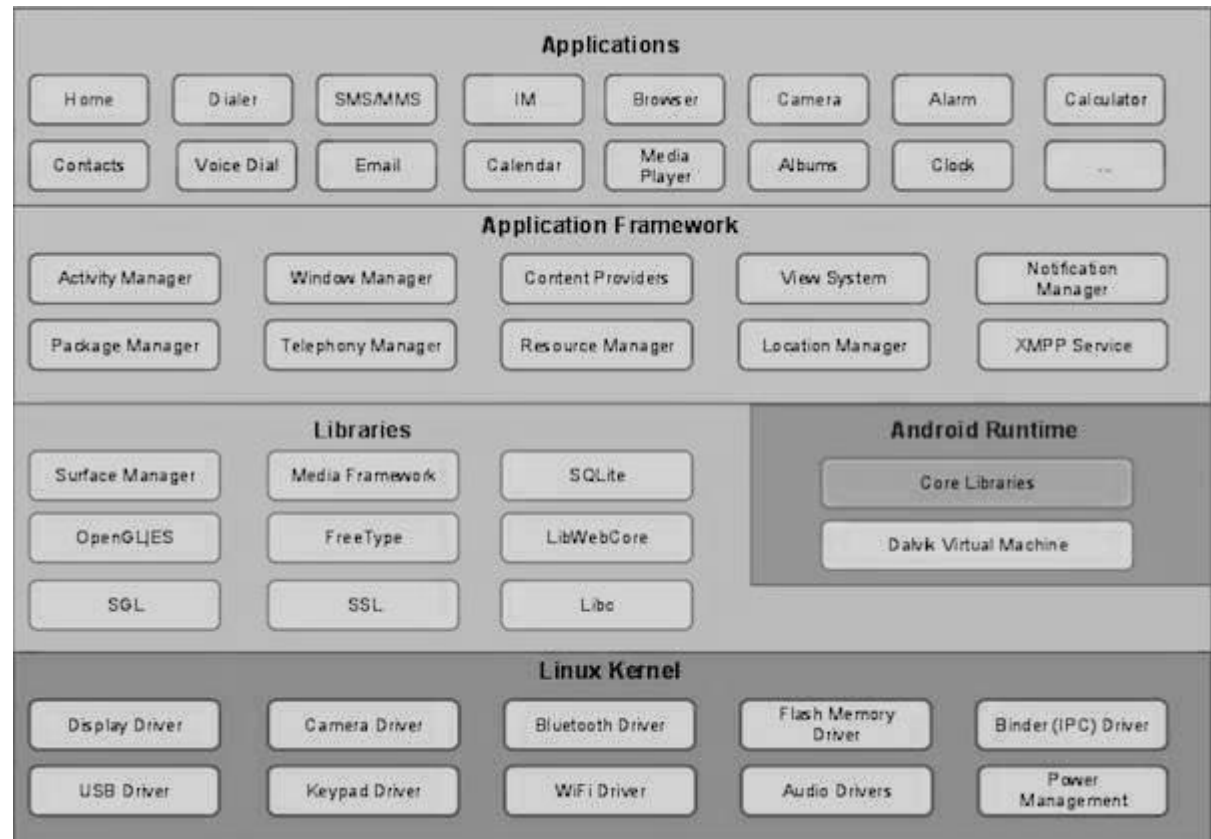 Applications
Home
Dialer
SMS/MMS
IM
Browser
Camera
Alarm
Calculator
Contacts
Voice Dial
Email
Calendar
Media
Player
Albums
Clock
...
Application Framework
Activity Manager
Window Manager
Content Providers
View System
Notification
Manager
Package Manager
Telephony Manager
Resource Manager
Location Manager
XMPP Service
Libraries
Surface Manager
Media Framework
SQLite
OpenGL|ES
FreeType
LibWebCore
SGL
SSL
Libc
Android Runtime
Core Libraries
Dalvik Virtual Machine
Linux Kernel
Display Driver
Camera Driver
Bluetooth Driver
Flash Memory
Driver
Binder (IPC) Driver
USB Driver
Keypad Driver
WiFi Driver
Audio Drivers
Power
Management